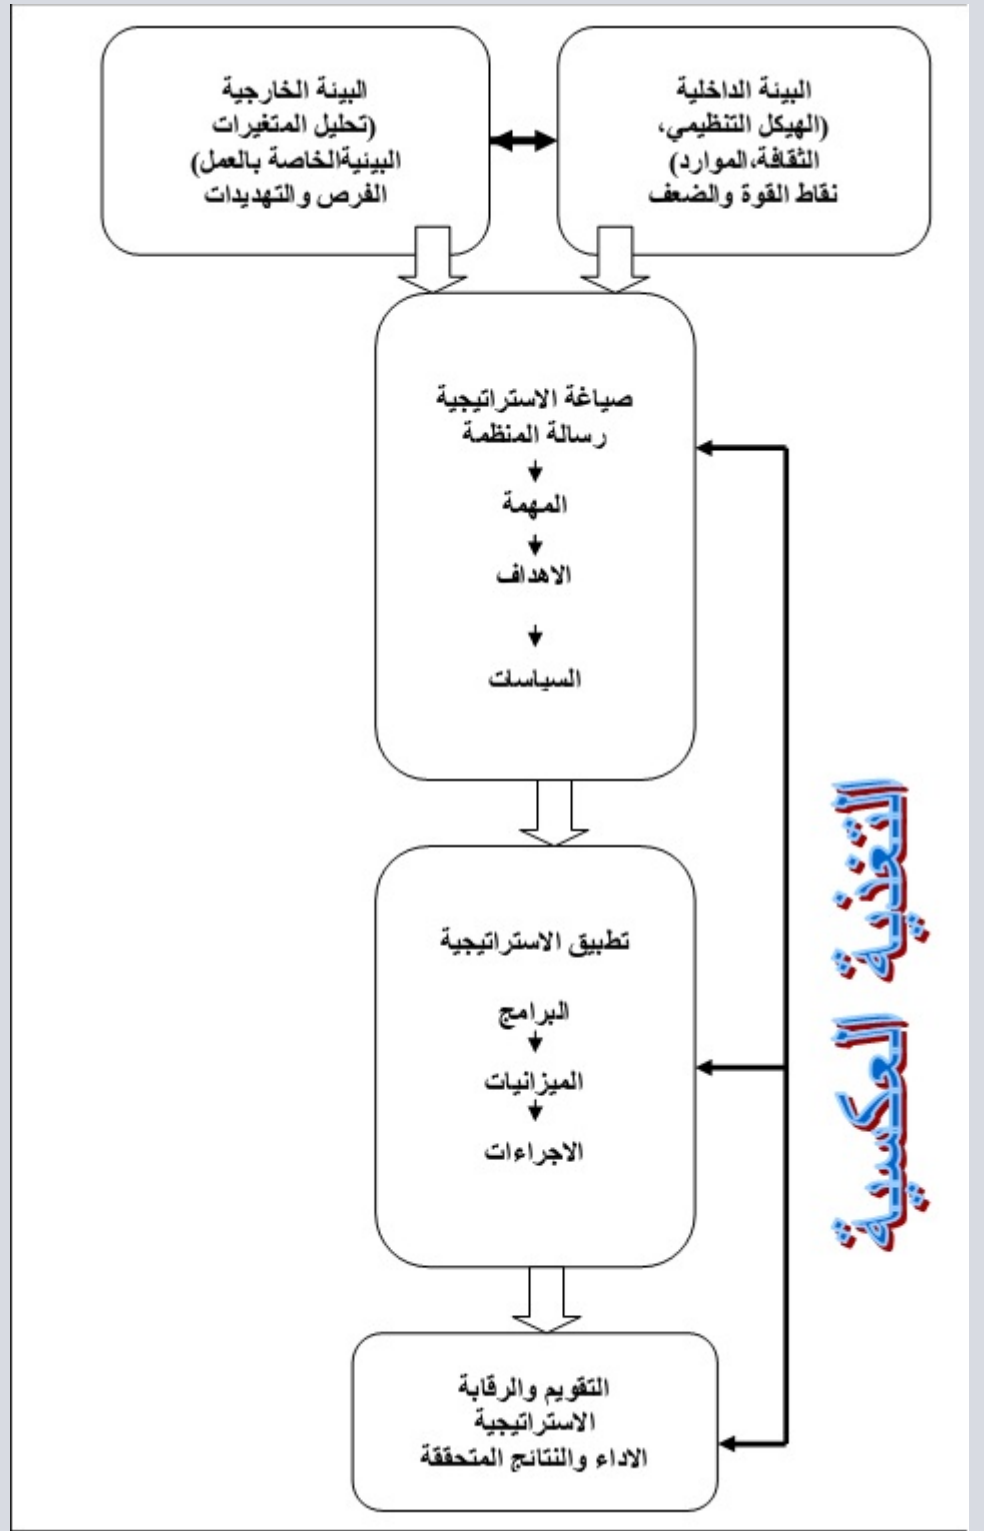 البيئة الداخلية
(الهيكل التنظيمي،
الثقافة،الموارد)
نقاط القوة والضعف
البيئة الخارجية
(تحليل المتغيرات
البيئيةالخاصة بالعمل)
الفرص والتهديدات
صياغة الاستراتيجية
رسالة المنظمة
المهمة
الاهداف
السياسات
تطبيق الاستراتيجية
البرامج
الميزانيات
الاجراءات
التقويم والرقابة
الاستراتيجية
الاداء والنتائج المتحققة
التغذية العكسية